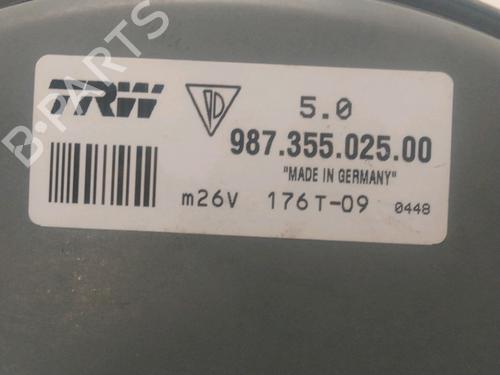 B-PARTS
TRW
5.0
987.355.025.00
"MADE IN GERMANY"
m26V 176T-09 0448